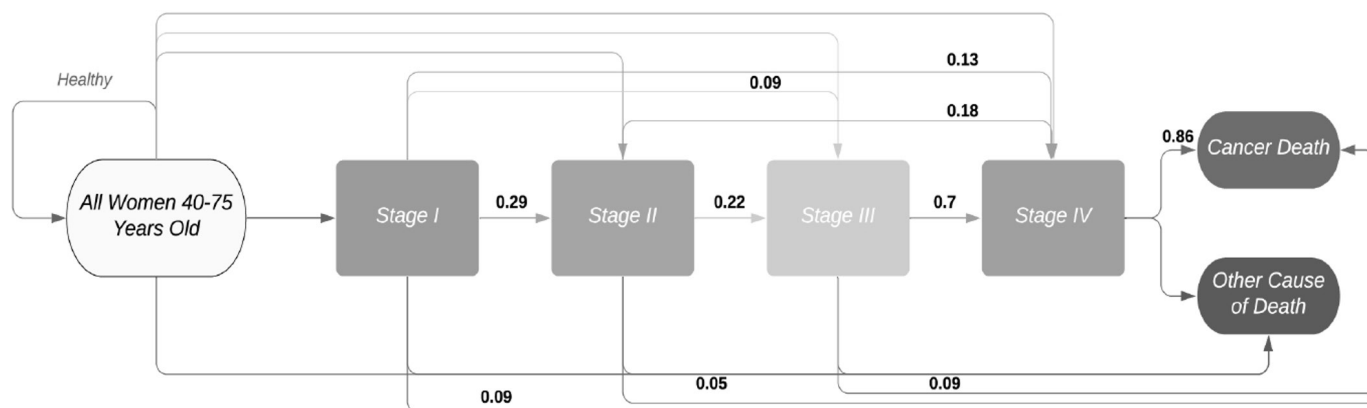 0.13
Healthy
0.09
0.18
0.86
Cancer Death
All Women 40-75
Years Old
Stage I
0.29
Stage II
0.22
Stage III
0.7
Stage IV
Other Cause
of Death
0.09
0.05
0.09